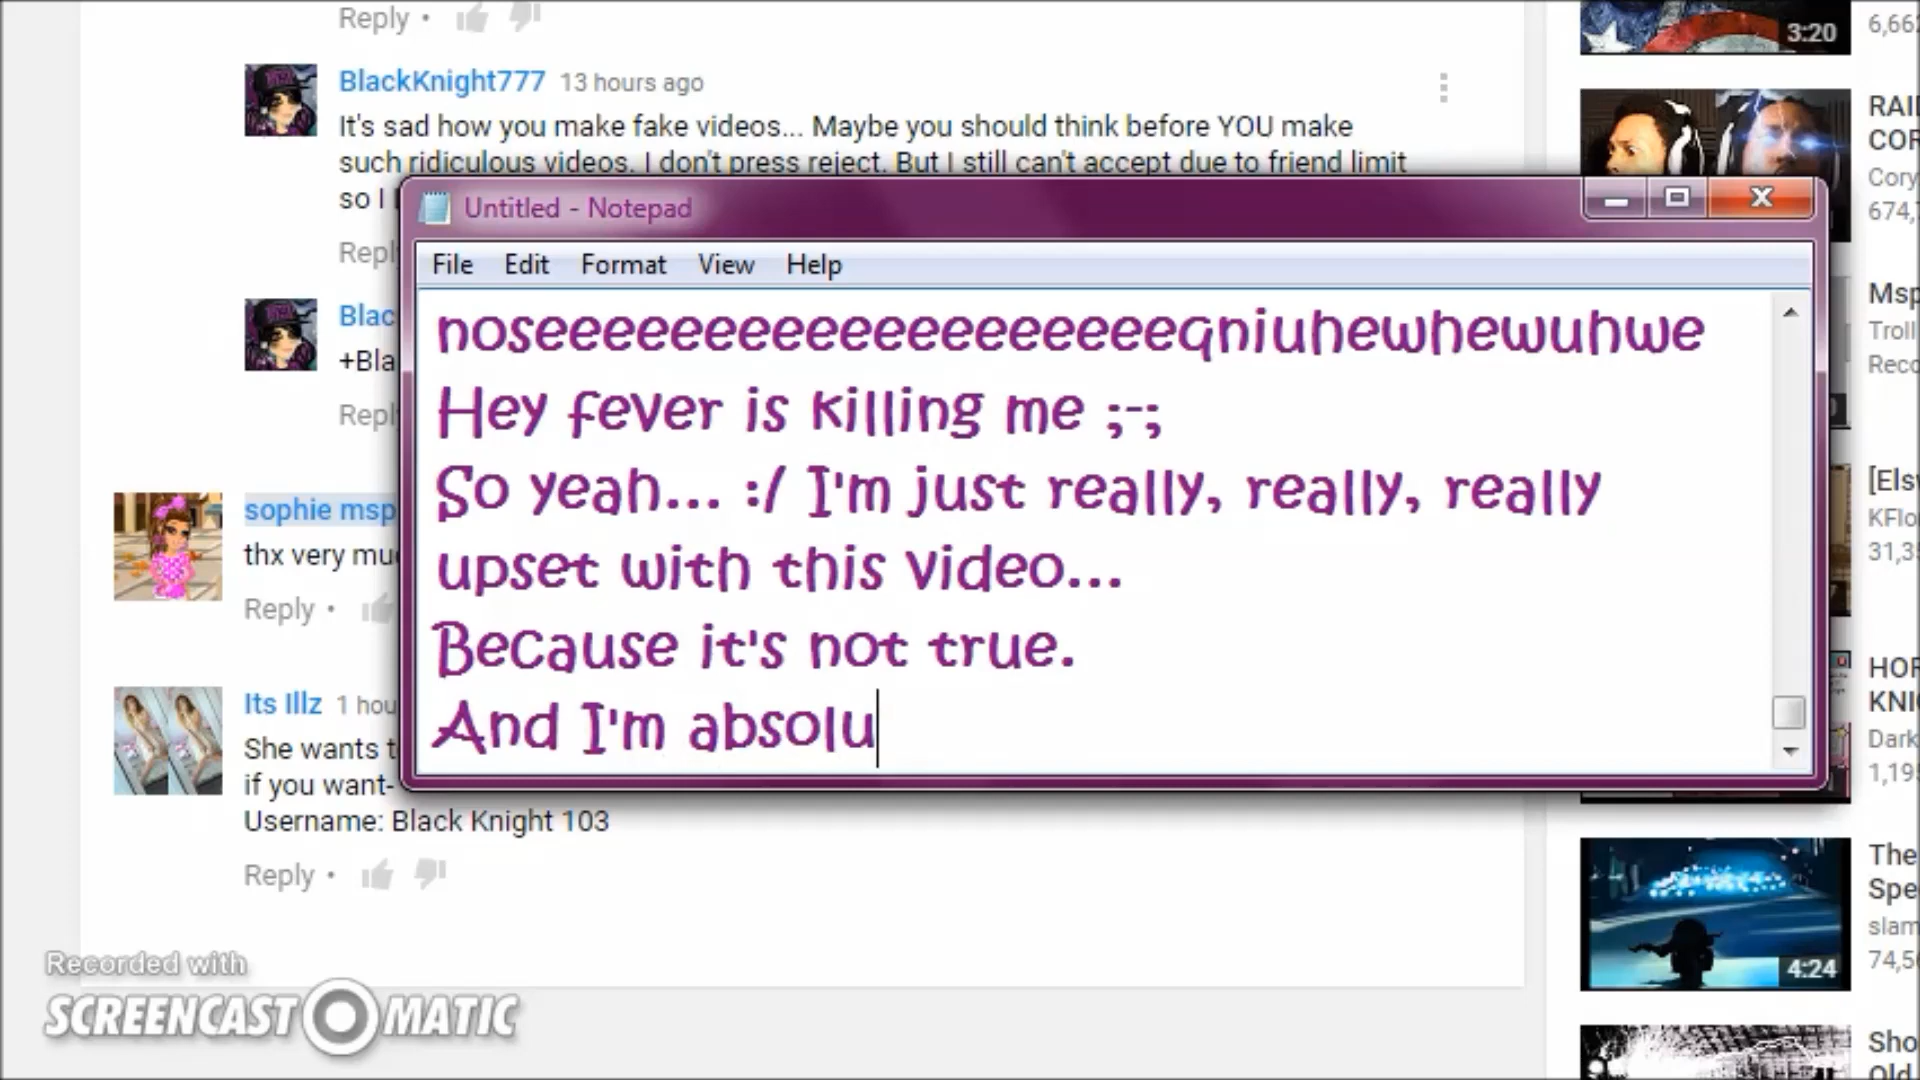 Reply •
BlackKnight777 13 hours ago
It's sad how you make fake videos... Maybe you should think before YOU make
such ridiculous videos. I don't press reject. But I still can't accept due to friend limit
so I
Repl
Blac
+Bla
Repl
sophie msp
thx very mu
Reply •
Its Illz 1 hou
She wants t
if you want-
Username: Black Knight 103
Reply •
Untitled - Notepad
File Edit Format View Help
noseeeeeeeeeeeeeeeeeeeqniuhewhewuhwe
Hey fever is killing me ;-;
So yeah... :/ I'm just really, really, really
upset with this video...
Because it's not true.
And I'm absolu
3:20
6,662
RAI
COR
Cory
674,
Msp
Troll
Reco
[Els
KFlo
31,3
HOR
KNI
Dark
1,195
The
Spe
slam
74,5
4:24
Sho
Old
Recorded with
SCREENCAST MATIC